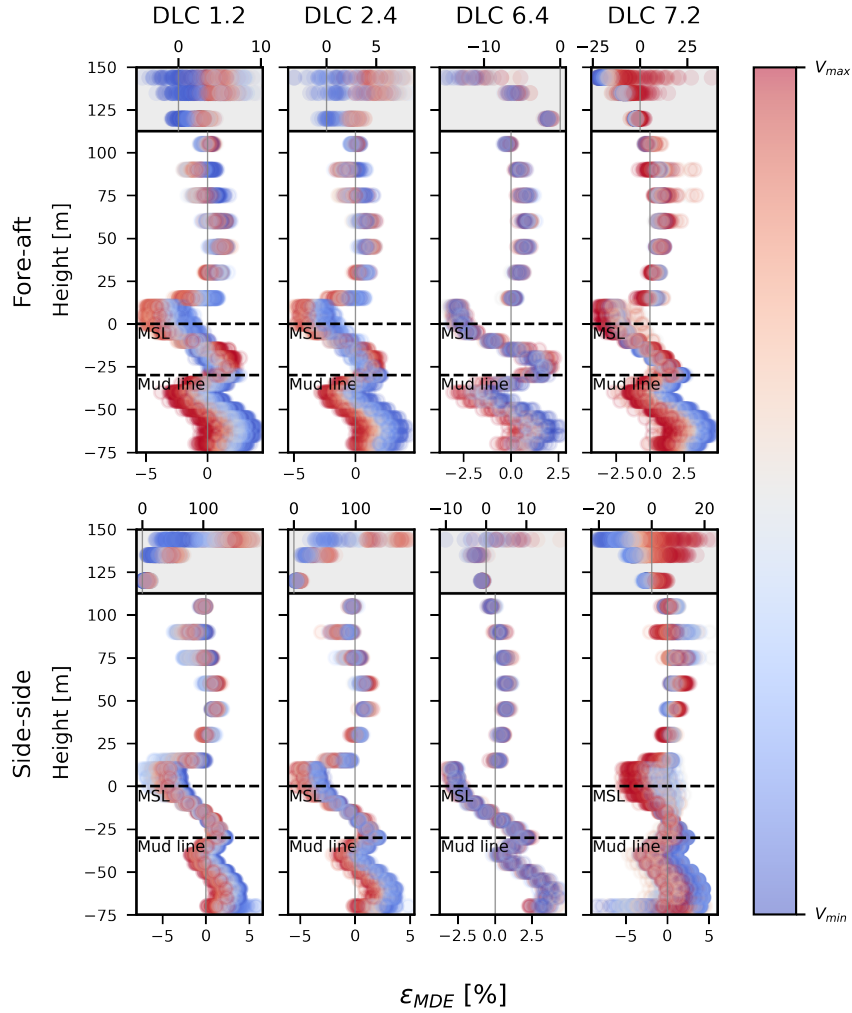 DLC 1.2 DLC 2.4 DLC 6.4 DLC 7.2
0 10 0 5 −10 0 −25 0 25
150 V_max
125
100
75
50
25
0
MSL MSL MSL MSL
−25
Mud line Mud line Mud line Mud line
−50
−75
Fore-aft
Height [m]
−5 0 −5 0 −2.5 0.0 2.5 −2.5 0.0 2.5
0 100 0 100 −10 0 10 −20 0 20
150
125
100
75
50
25
0
MSL MSL MSL MSL
−25
Mud line Mud line Mud line Mud line
−50
−75 V_min
Side-side
Height [m]
−5 0 −5 0 −2.5 0.0 2.5 −5 0 5
ε_MDE [%]